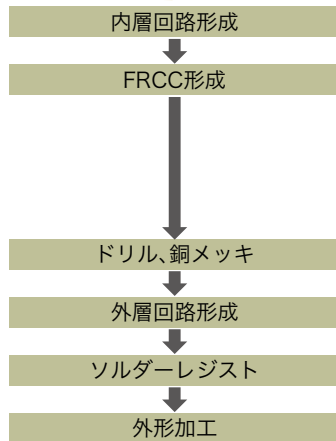 内層回路形成
FRCC形成
ドリル、銅メッキ
外層回路形成
ソルダーレジスト
外形加工